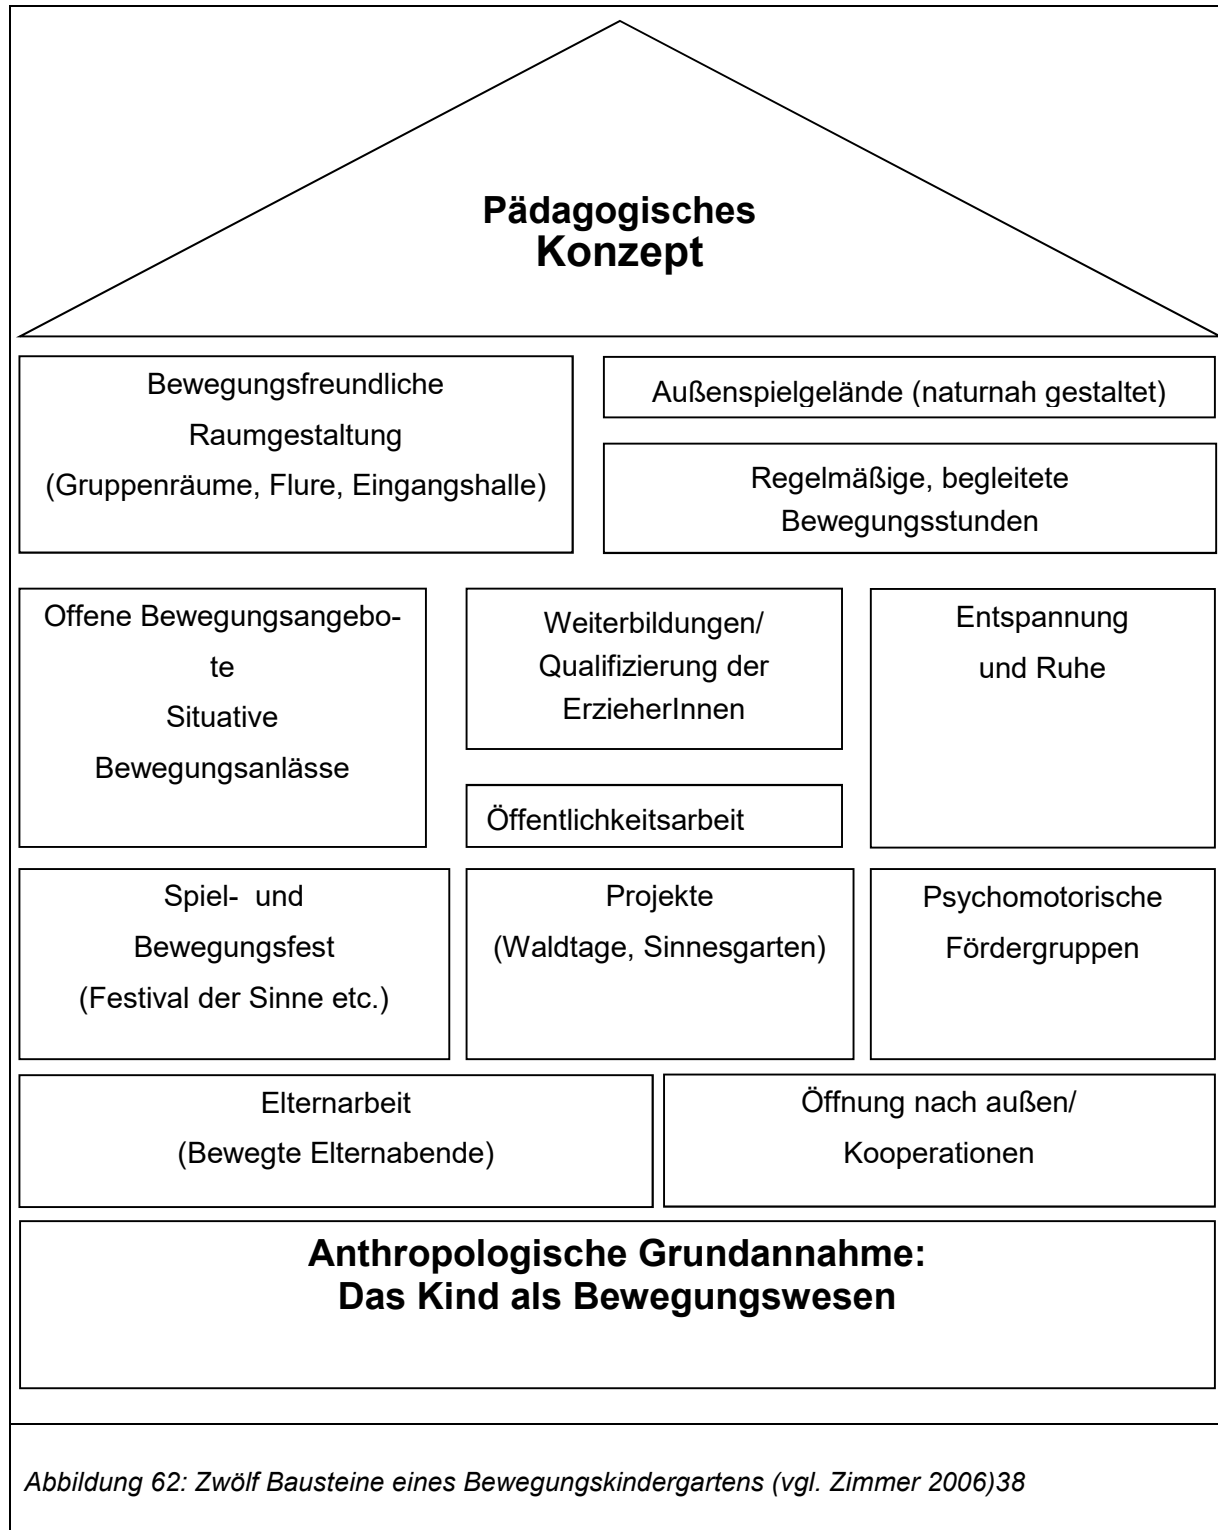 Pädagogisches
Konzept
Bewegungsfreundliche
Raumgestaltung
(Gruppenräume, Flure, Eingangshalle)
Außenspielgelände (naturnah gestaltet)
Regelmäßige, begleitete
Bewegungsstunden
Offene Bewegungsangebo-
te
Situative
Bewegungsanlässe
Weiterbildungen/
Qualifizierung der
ErzieherInnen
Öffentlichkeitsarbeit
Entspannung
und Ruhe
Spiel- und
Bewegungsfest
(Festival der Sinne etc.)
Projekte
(Waldtage, Sinnesgarten)
Psychomotorische
Fördergruppen
Elternarbeit
(Bewegte Elternabende)
Öffnung nach außen/
Kooperationen
Anthropologische Grundannahme:
Das Kind als Bewegungswesen
Abbildung 62: Zwölf Bausteine eines Bewegungskindergartens (vgl. Zimmer 2006)38